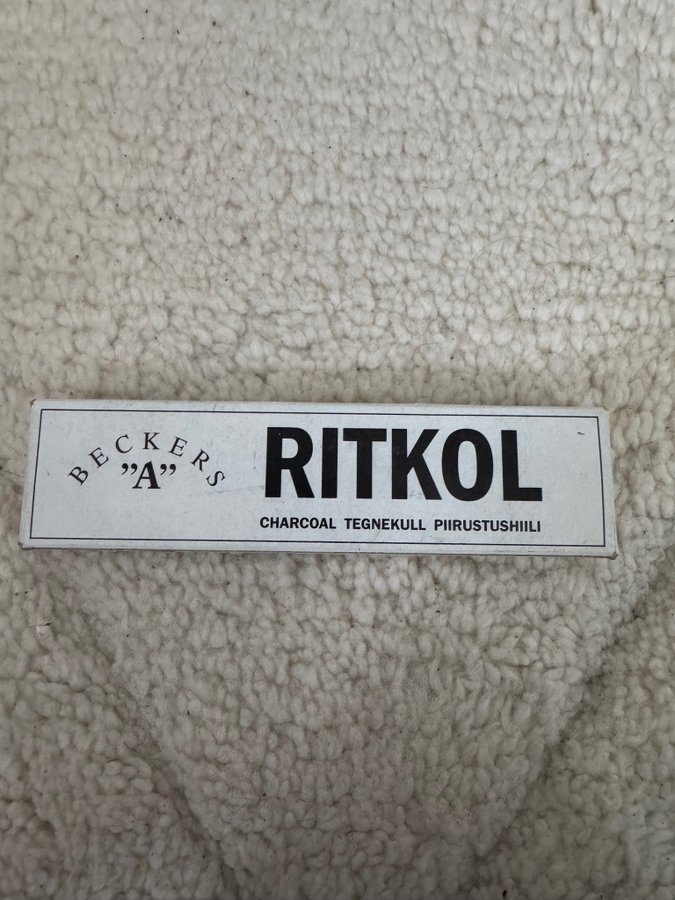 BECKERS
”A”
RITKOL
CHARCOAL TEGNEKULL PIIRUSTUSHIILI